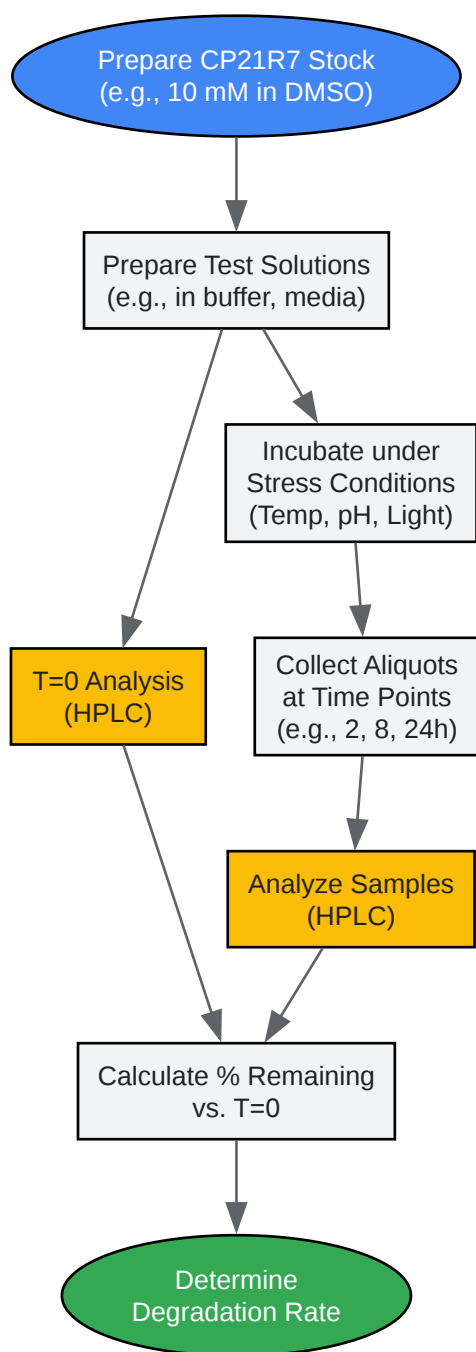 Prepare CP21R7 Stock
(e.g., 10 mM in DMSO)
Prepare Test Solutions
(e.g., in buffer, media)
Incubate under
Stress Conditions
(Temp, pH, Light)
T=0 Analysis
(HPLC)
Collect Aliquots
at Time Points
(e.g., 2, 8, 24h)
Analyze Samples
(HPLC)
Calculate % Remaining
vs. T=0
Determine
Degradation Rate